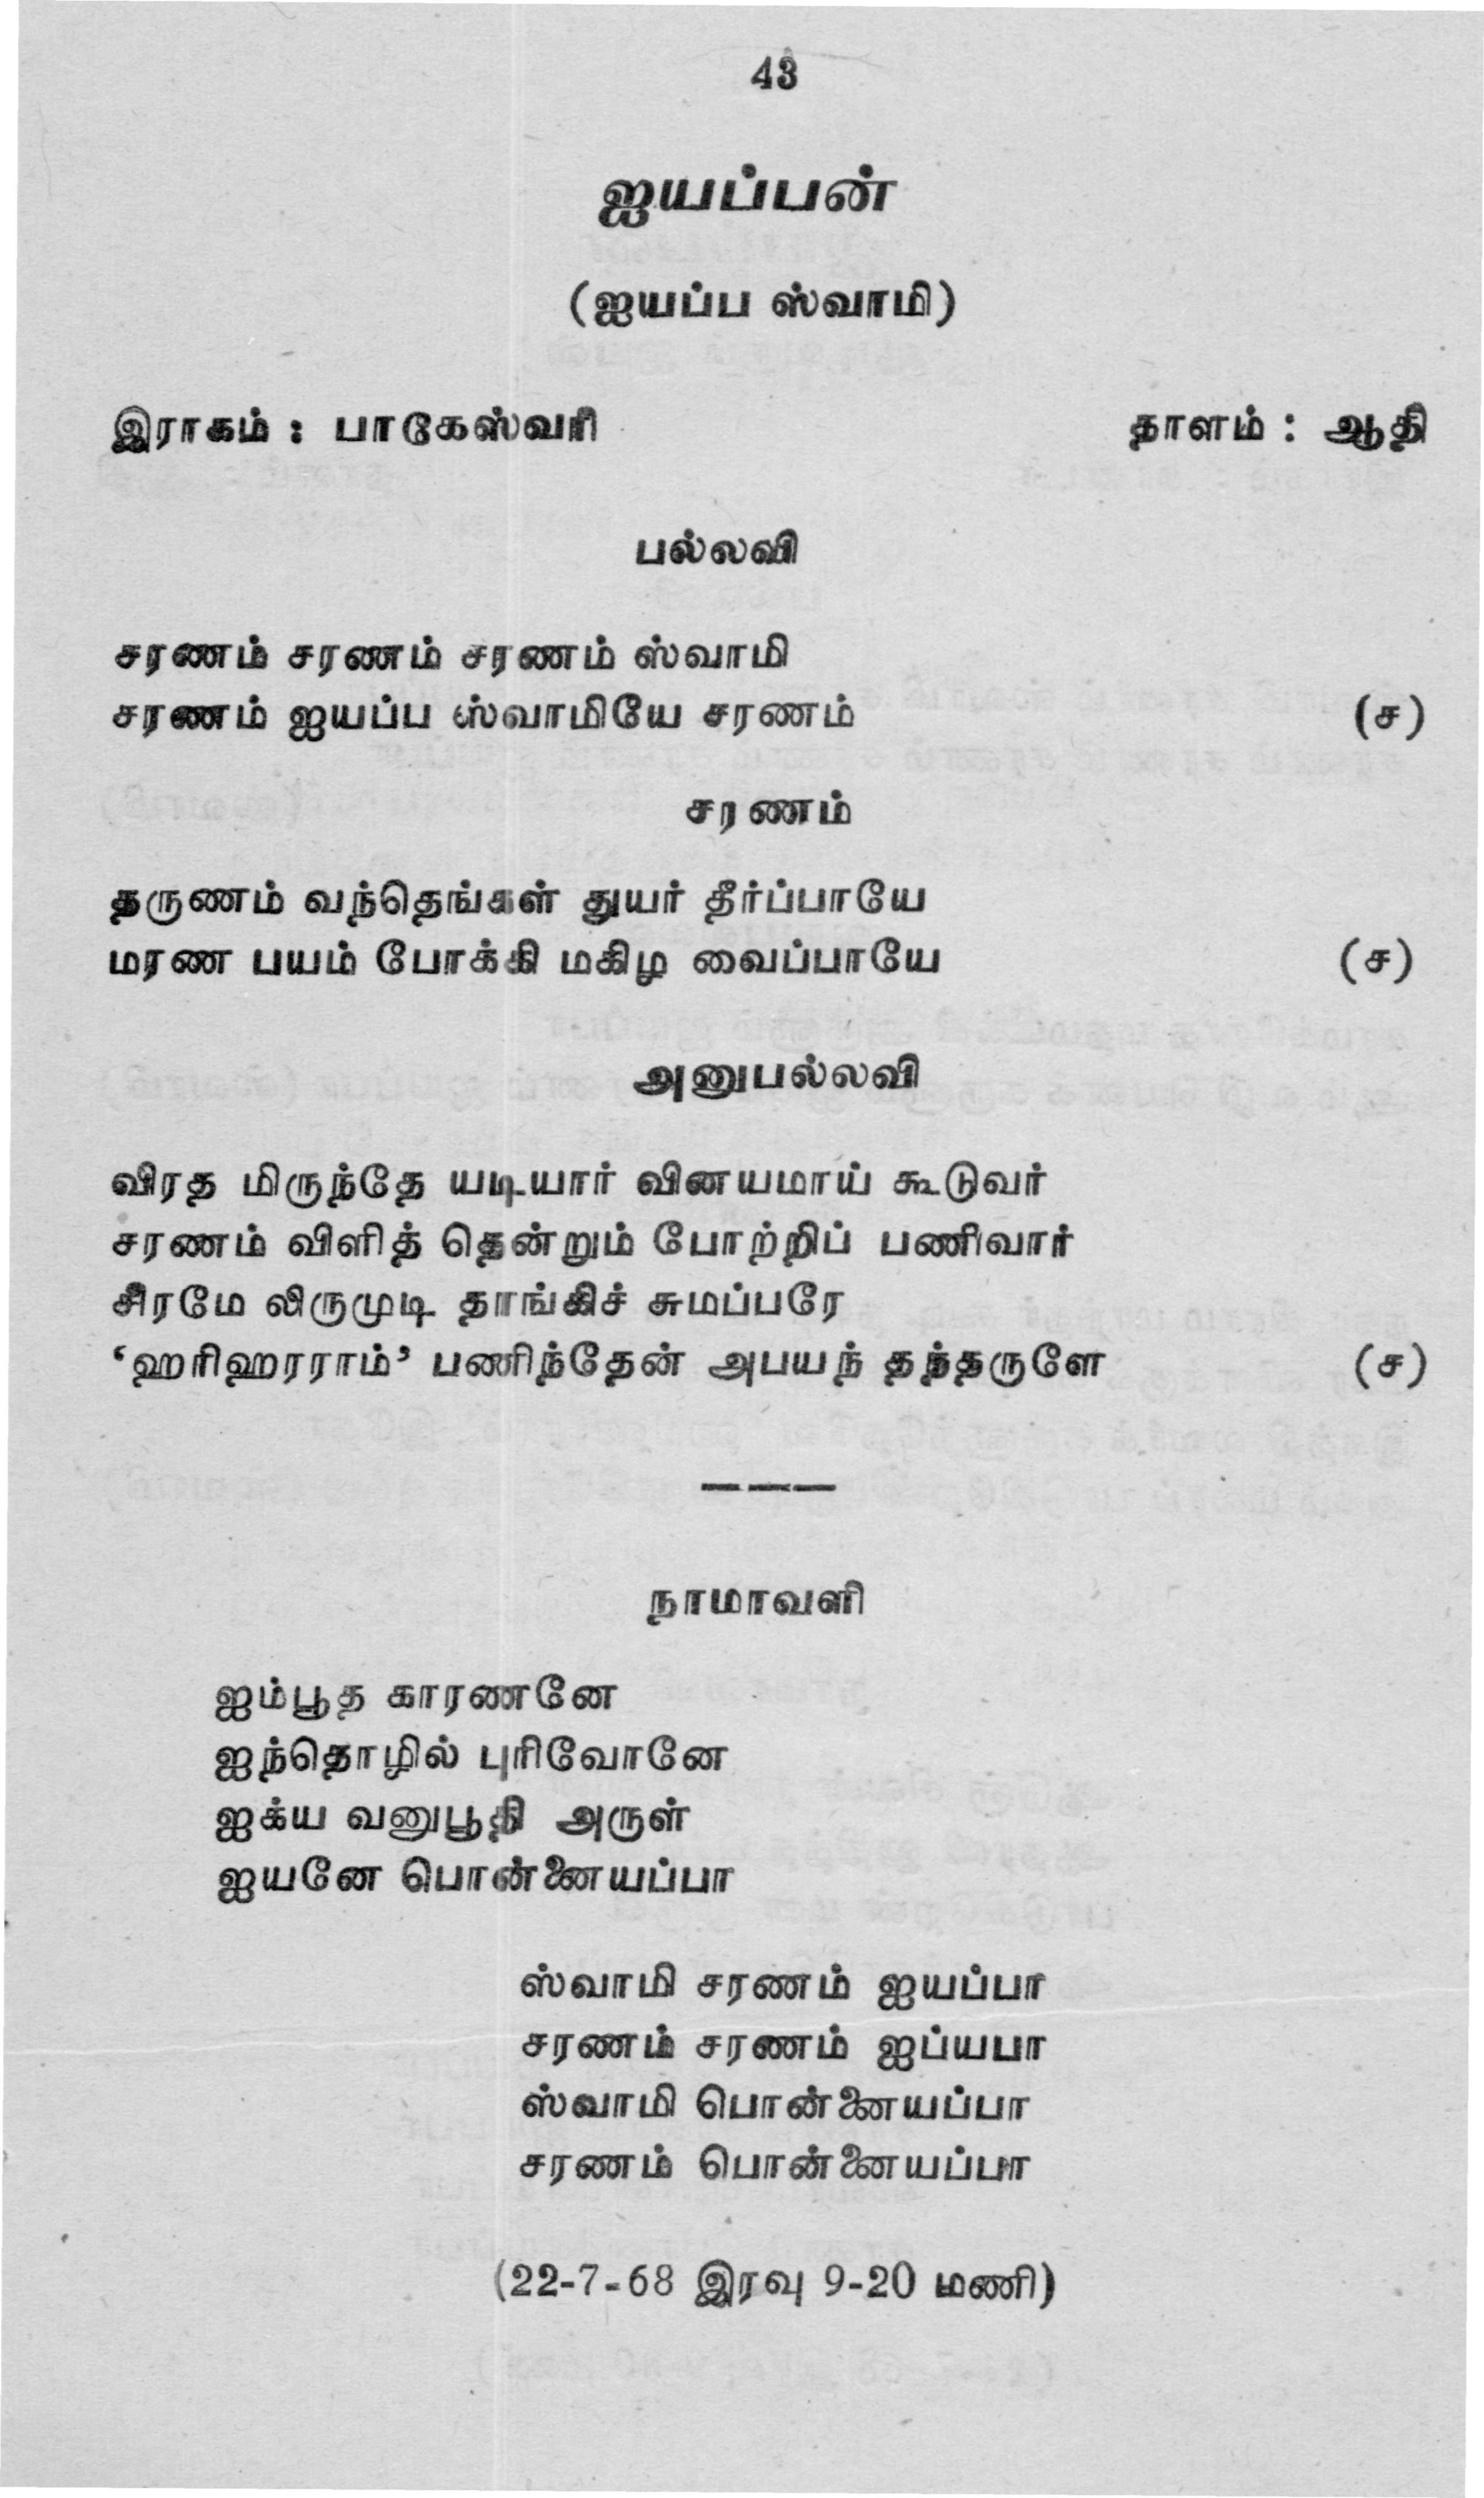 43
ஐயப்பன்
(ஐயப்ப ஸ்வாமி)
இராகம் : பாகேஸ்வரி தாளம் : ஆதி
பல்லவி
சரணம் சரணம் சரணம் ஸ்வாமி
சரணம் ஐயப்ப ஸ்வாமியே சரணம் (ச)
சரணம்
தருணம் வந்தெங்கள் துயர் தீர்ப்பாயே
மரண பயம் போக்கி மகிழ வைப்பாயே (ச)
அனுபல்லவி
விரத மிருந்தே யடியார் வினயமாய் கூடுவர்
சரணம் விளித் தென்றும் போற்றிப் பணிவார்
சிரமே லிருமுடி தாங்கிச் சுமப்பரே
‘ஹரிஹரராம்’ பணிந்தேன் அபயந் தந்தருளே (ச)
நாமாவளி
ஐம்பூத காரணனே
ஐந்தொழில் புரிவோனே
ஐக்ய வனுபூதி அருள்
ஐயனே பொன்னையப்பா
ஸ்வாமி சரணம் ஐயப்பா
சரணம் சரணம் ஐப்யபா
ஸ்வாமி பொன்னையப்பா
சரணம் பொன்னையப்பா
(22-7-68 இரவு 9-20 மணி)